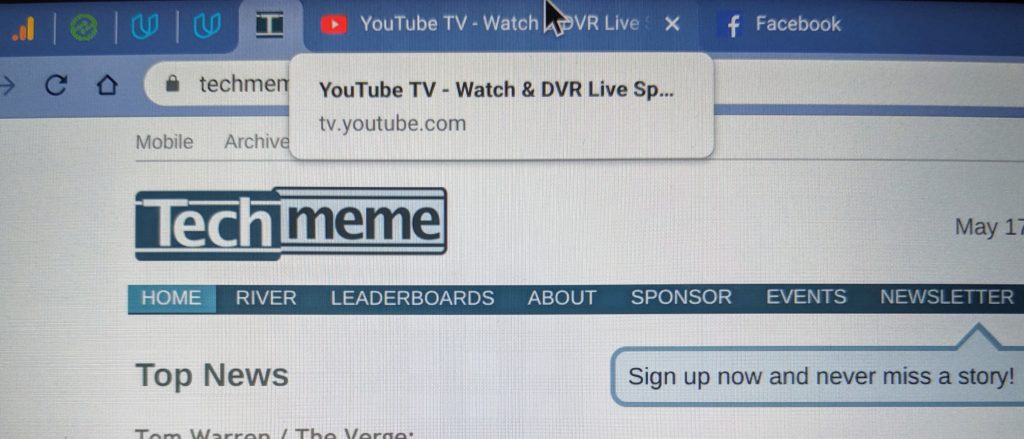 YouTube TV - Watch & DVR Live
Facebook
techmem
YouTube TV - Watch & DVR Live Sp...
tv.youtube.com
Mobile Archive
Techmeme
May 17
HOME RIVER LEADERBOARDS ABOUT SPONSOR EVENTS NEWSLETTER
Top News
Sign up now and never miss a story!
Tom Warren / The Verge: